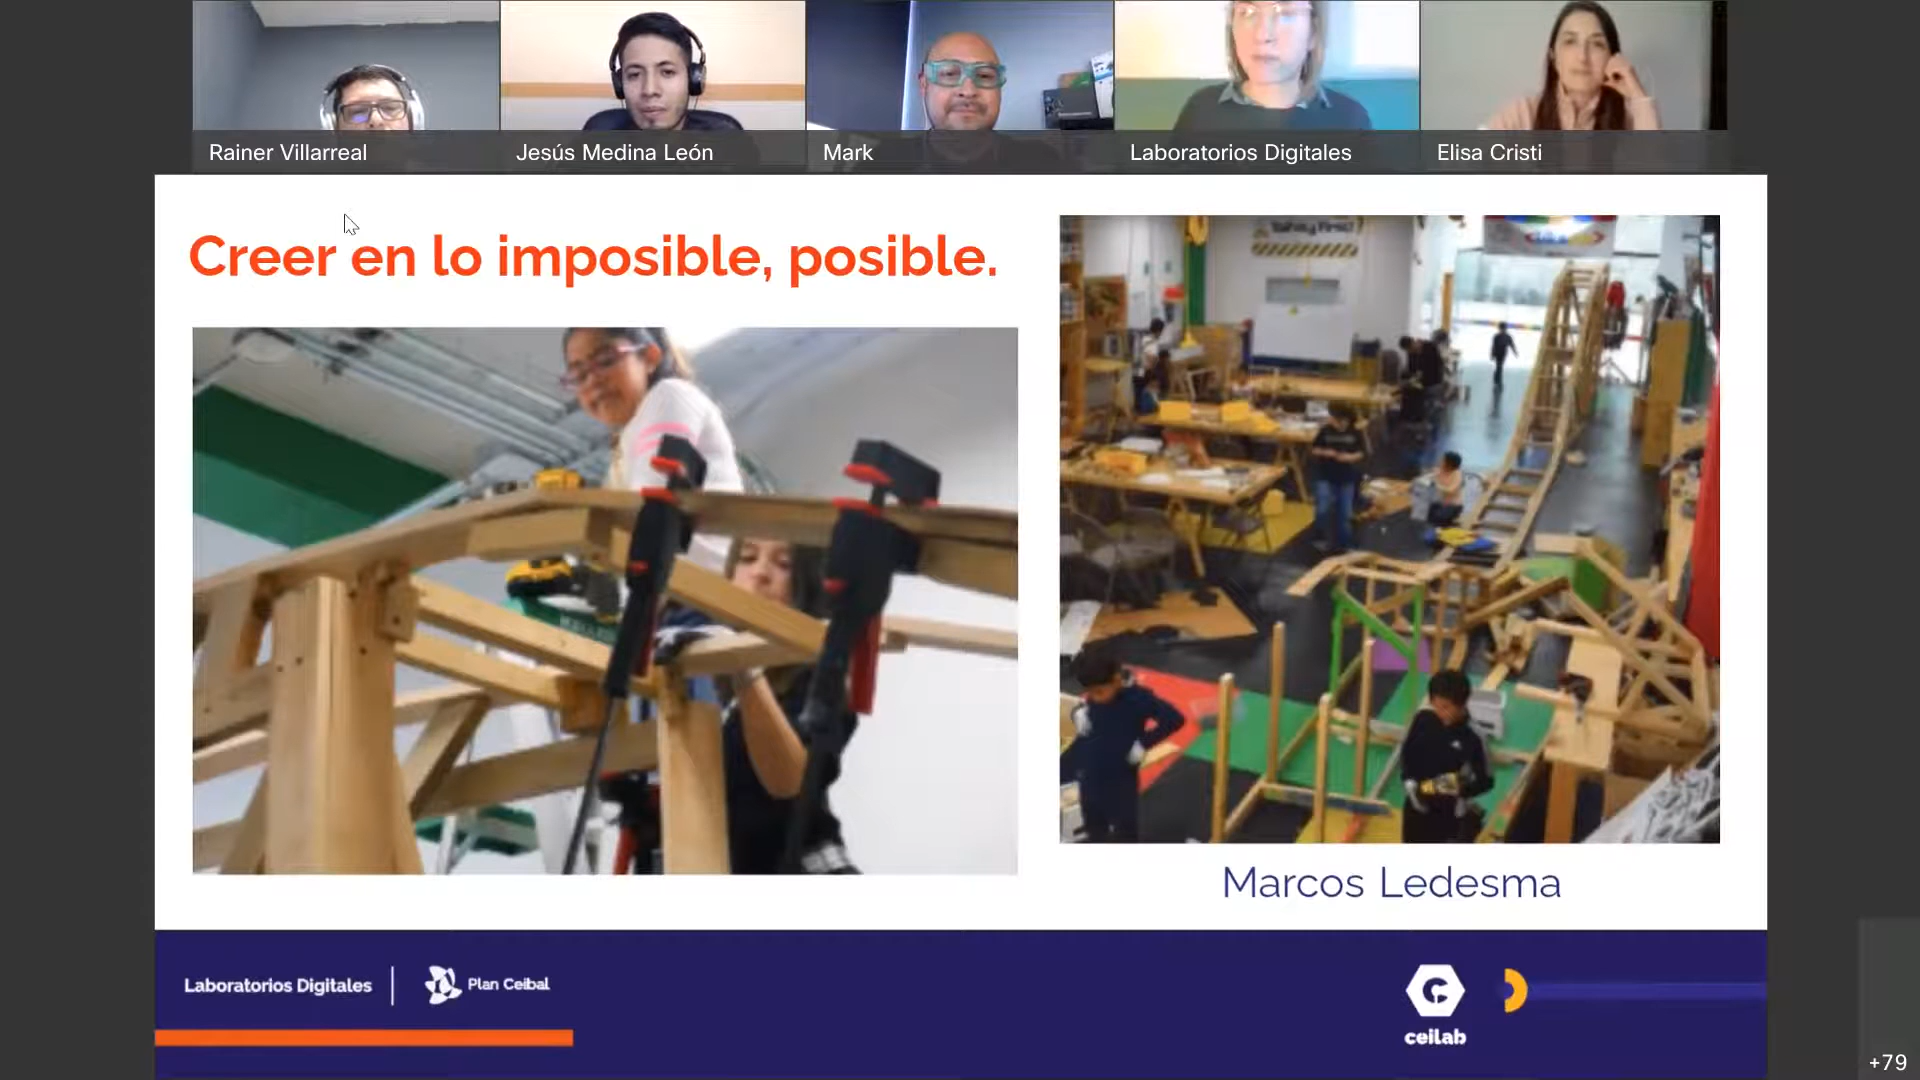 Rainer Villarreal
Jesús Medina León
Mark
Laboratorios Digitales
Elisa Cristi
Creer en lo imposible, posible.
Marcos Ledesma
Laboratorios Digitales
Plan Ceibal
ceilab
+79